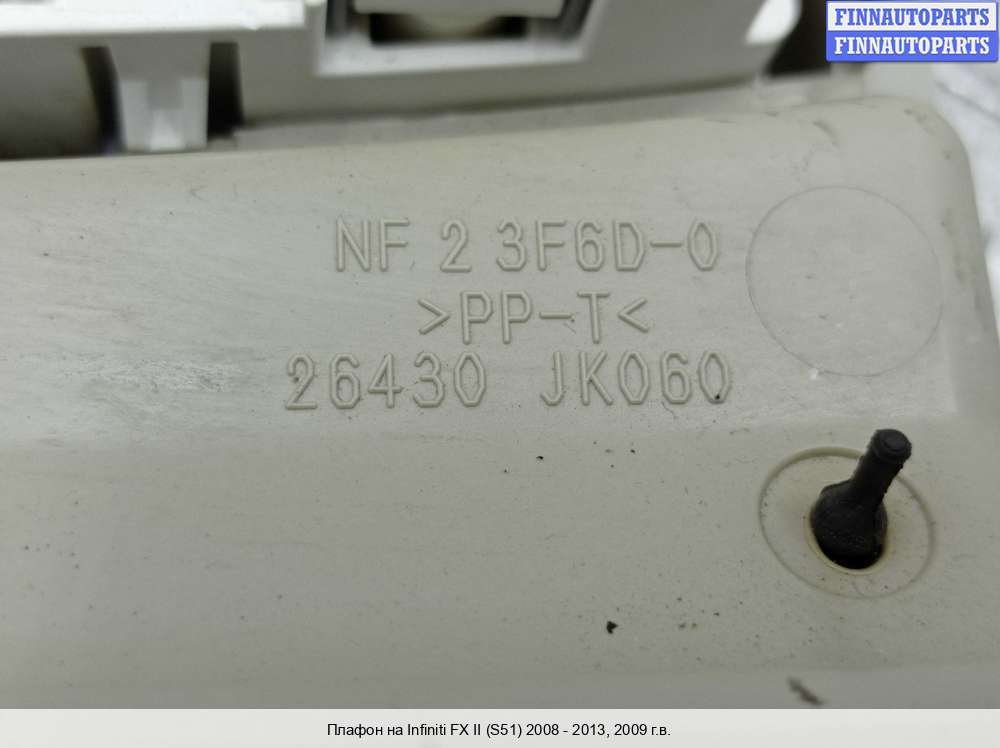 FINNAUTOPARTS
FINNAUTOPARTS
NF 2 3F6D-0
>PP-T<
26430 JK060
Плафон на Infiniti FX II (S51) 2008 - 2013, 2009 г.в.